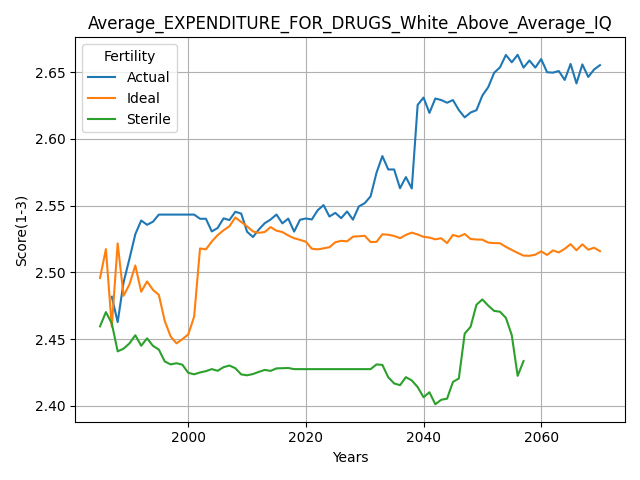 Average_EXPENDITURE_FOR_DRUGS_White_Above_Average_IQ
Fertility
Actual
Ideal
Sterile
Score(1-3)
2.65
2.60
2.55
2.50
2.45
2.40
2000
2020
2040
2060
Years